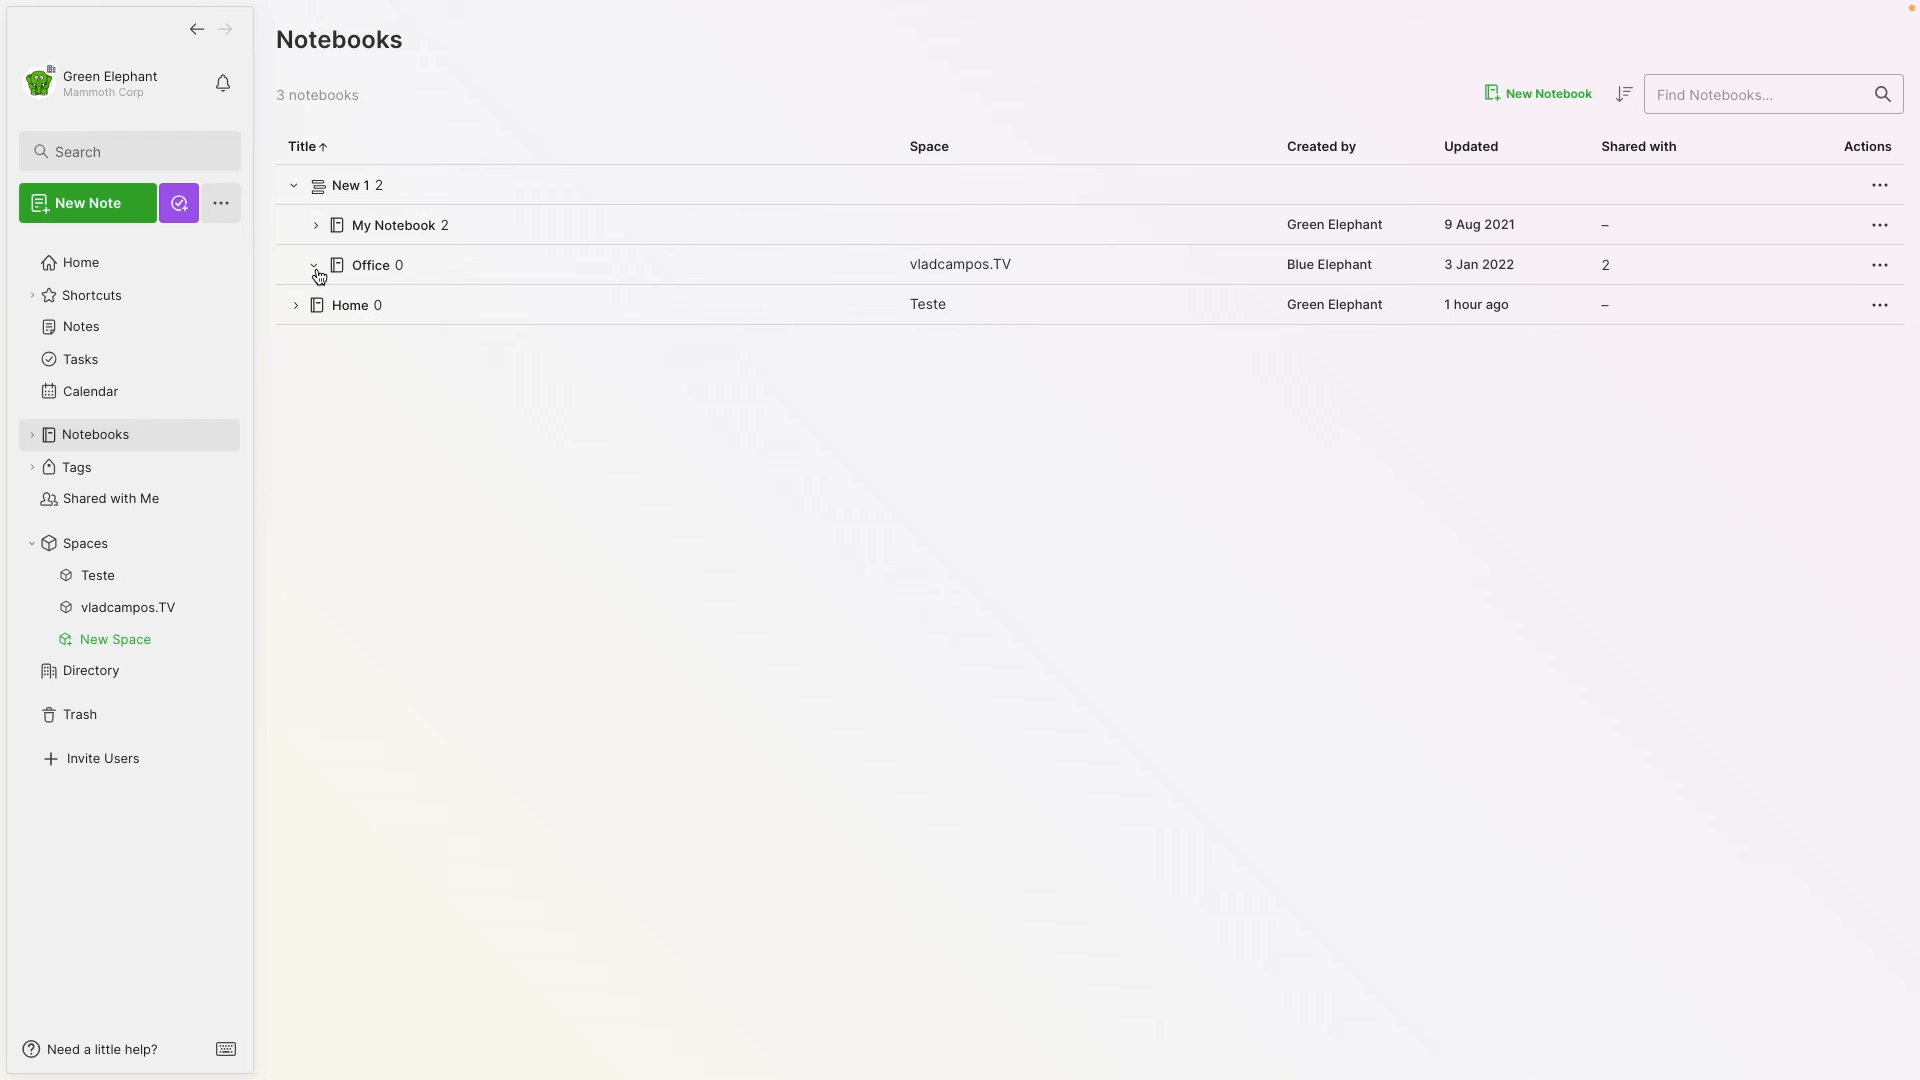 Notebooks
Green Elephant
Mammoth Corp
3 notebooks
New Notebook
Find Notebooks...
Search
Title Space Created by Updated Shared with Actions
New 1 2
New Note
My Notebook 2 Green Elephant 9 Aug 2021 –
Office 0 vladcampos.TV Blue Elephant 3 Jan 2022 2
Home 0 Teste Green Elephant 1 hour ago –
Home
Shortcuts
Notes
Tasks
Calendar
Notebooks
Tags
Shared with Me
Spaces
Teste
vladcampos.TV
New Space
Directory
Trash
Invite Users
Need a little help?